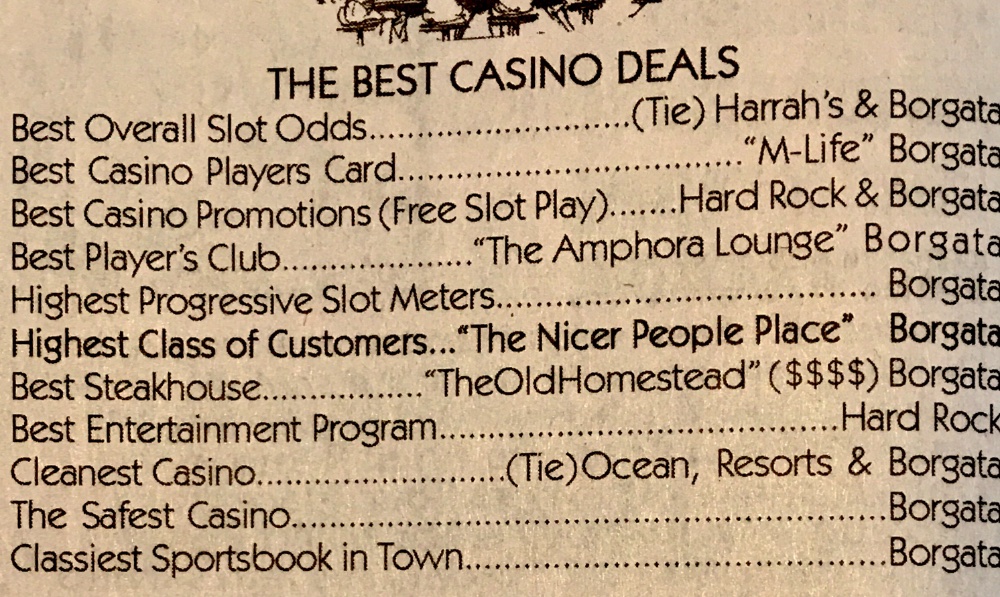 THE BEST CASINO DEALS
Best Overall Slot Odds............................(Tie) Harrah's & Borgata
Best Casino Players Card....................................."M-Life" Borgata
Best Casino Promotions (Free Slot Play).......Hard Rock & Borgata
Best Player's Club...................."The Amphora Lounge" Borgata
Highest Progressive Slot Meters......................................... Borgata
Highest Class of Customers..."The Nicer People Place" Borgata
Best Steakhouse................."TheOldHomestead" ($$$$) Borgata
Best Entertainment Program...........................................Hard Rock
Cleanest Casino...........................(Tie)Ocean, Resorts & Borgata
The Safest Casino................................................................Borgata
Classiest Sportsbook in Town.............................................Borgata